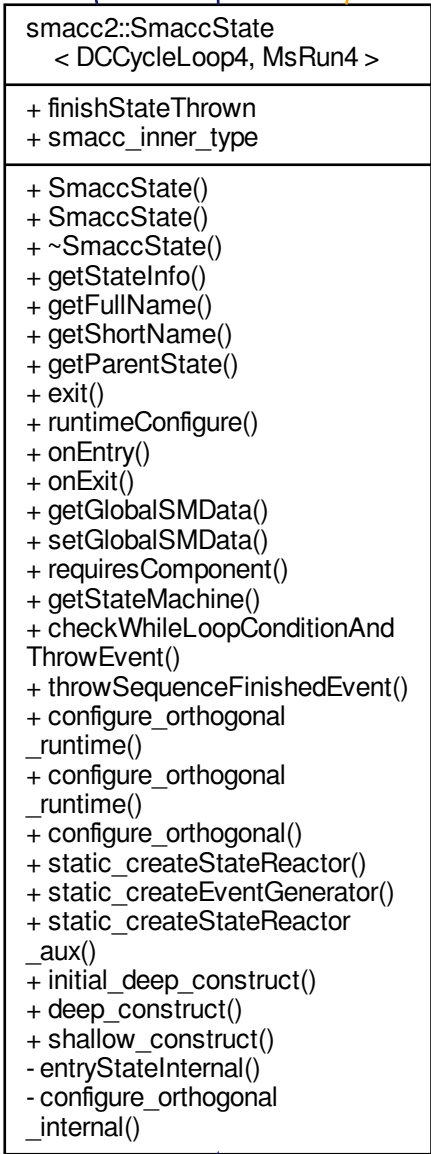 smacc2::SmaccState
< DCCycleLoop4, MsRun4 >
+ finishStateThrown
+ smacc_inner_type
+ SmaccState()
+ SmaccState()
+ ~SmaccState()
+ getStateInfo()
+ getFullName()
+ getShortName()
+ getParentState()
+ exit()
+ runtimeConfigure()
+ onEntry()
+ onExit()
+ getGlobalSMData()
+ setGlobalSMData()
+ requiresComponent()
+ getStateMachine()
+ checkWhileLoopConditionAnd
ThrowEvent()
+ throwSequenceFinishedEvent()
+ configure_orthogonal
_runtime()
+ configure_orthogonal
_runtime()
+ configure_orthogonal()
+ static_createStateReactor()
+ static_createEventGenerator()
+ static_createStateReactor
_aux()
+ initial_deep_construct()
+ deep_construct()
+ shallow_construct()
- entryStateInternal()
- configure_orthogonal
_internal()